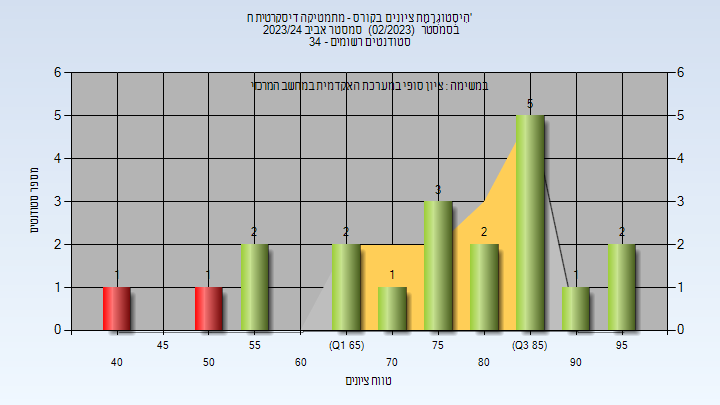 היסטוגרמת ציונים בקורס - מתמטיקה דיסקרטית ח'
בסמסטר (02/2023) סמסטר אביב 2023/24
סטודנטים רשומים - 34
במשימה : ציון סופי במערכת האקדמית במחשב המרכזי
מספר סטודנטים
6 6
5 5
4 4
3 3
2 2
1 1
0 0
1 1 2 2 1 3 2 5 1 2
45 55 (Q1 65) 75 (Q3 85) 95
40 50 60 70 80 90
טווח ציונים